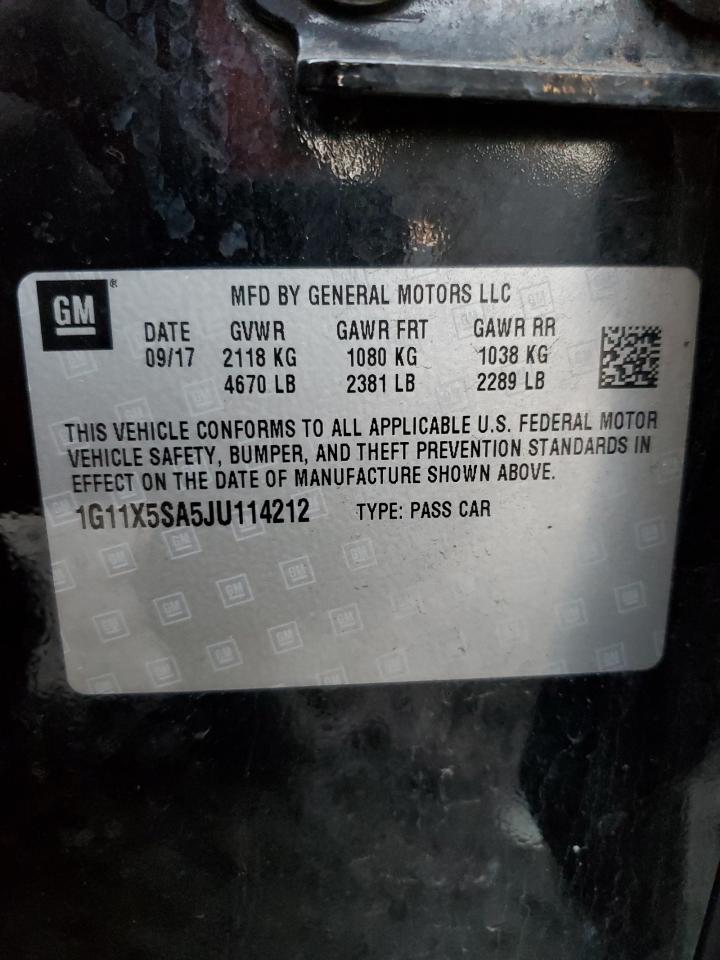 GM®
MFD BY GENERAL MOTORS LLC
DATE GVWR GAWR FRT GAWR RR
09/17 2118 KG 1080 KG 1038 KG
4670 LB 2381 LB 2289 LB
THIS VEHICLE CONFORMS TO ALL APPLICABLE U.S. FEDERAL MOTOR
VEHICLE SAFETY, BUMPER, AND THEFT PREVENTION STANDARDS IN
EFFECT ON THE DATE OF MANUFACTURE SHOWN ABOVE.
1G11X5SA5JU114212 TYPE: PASS CAR